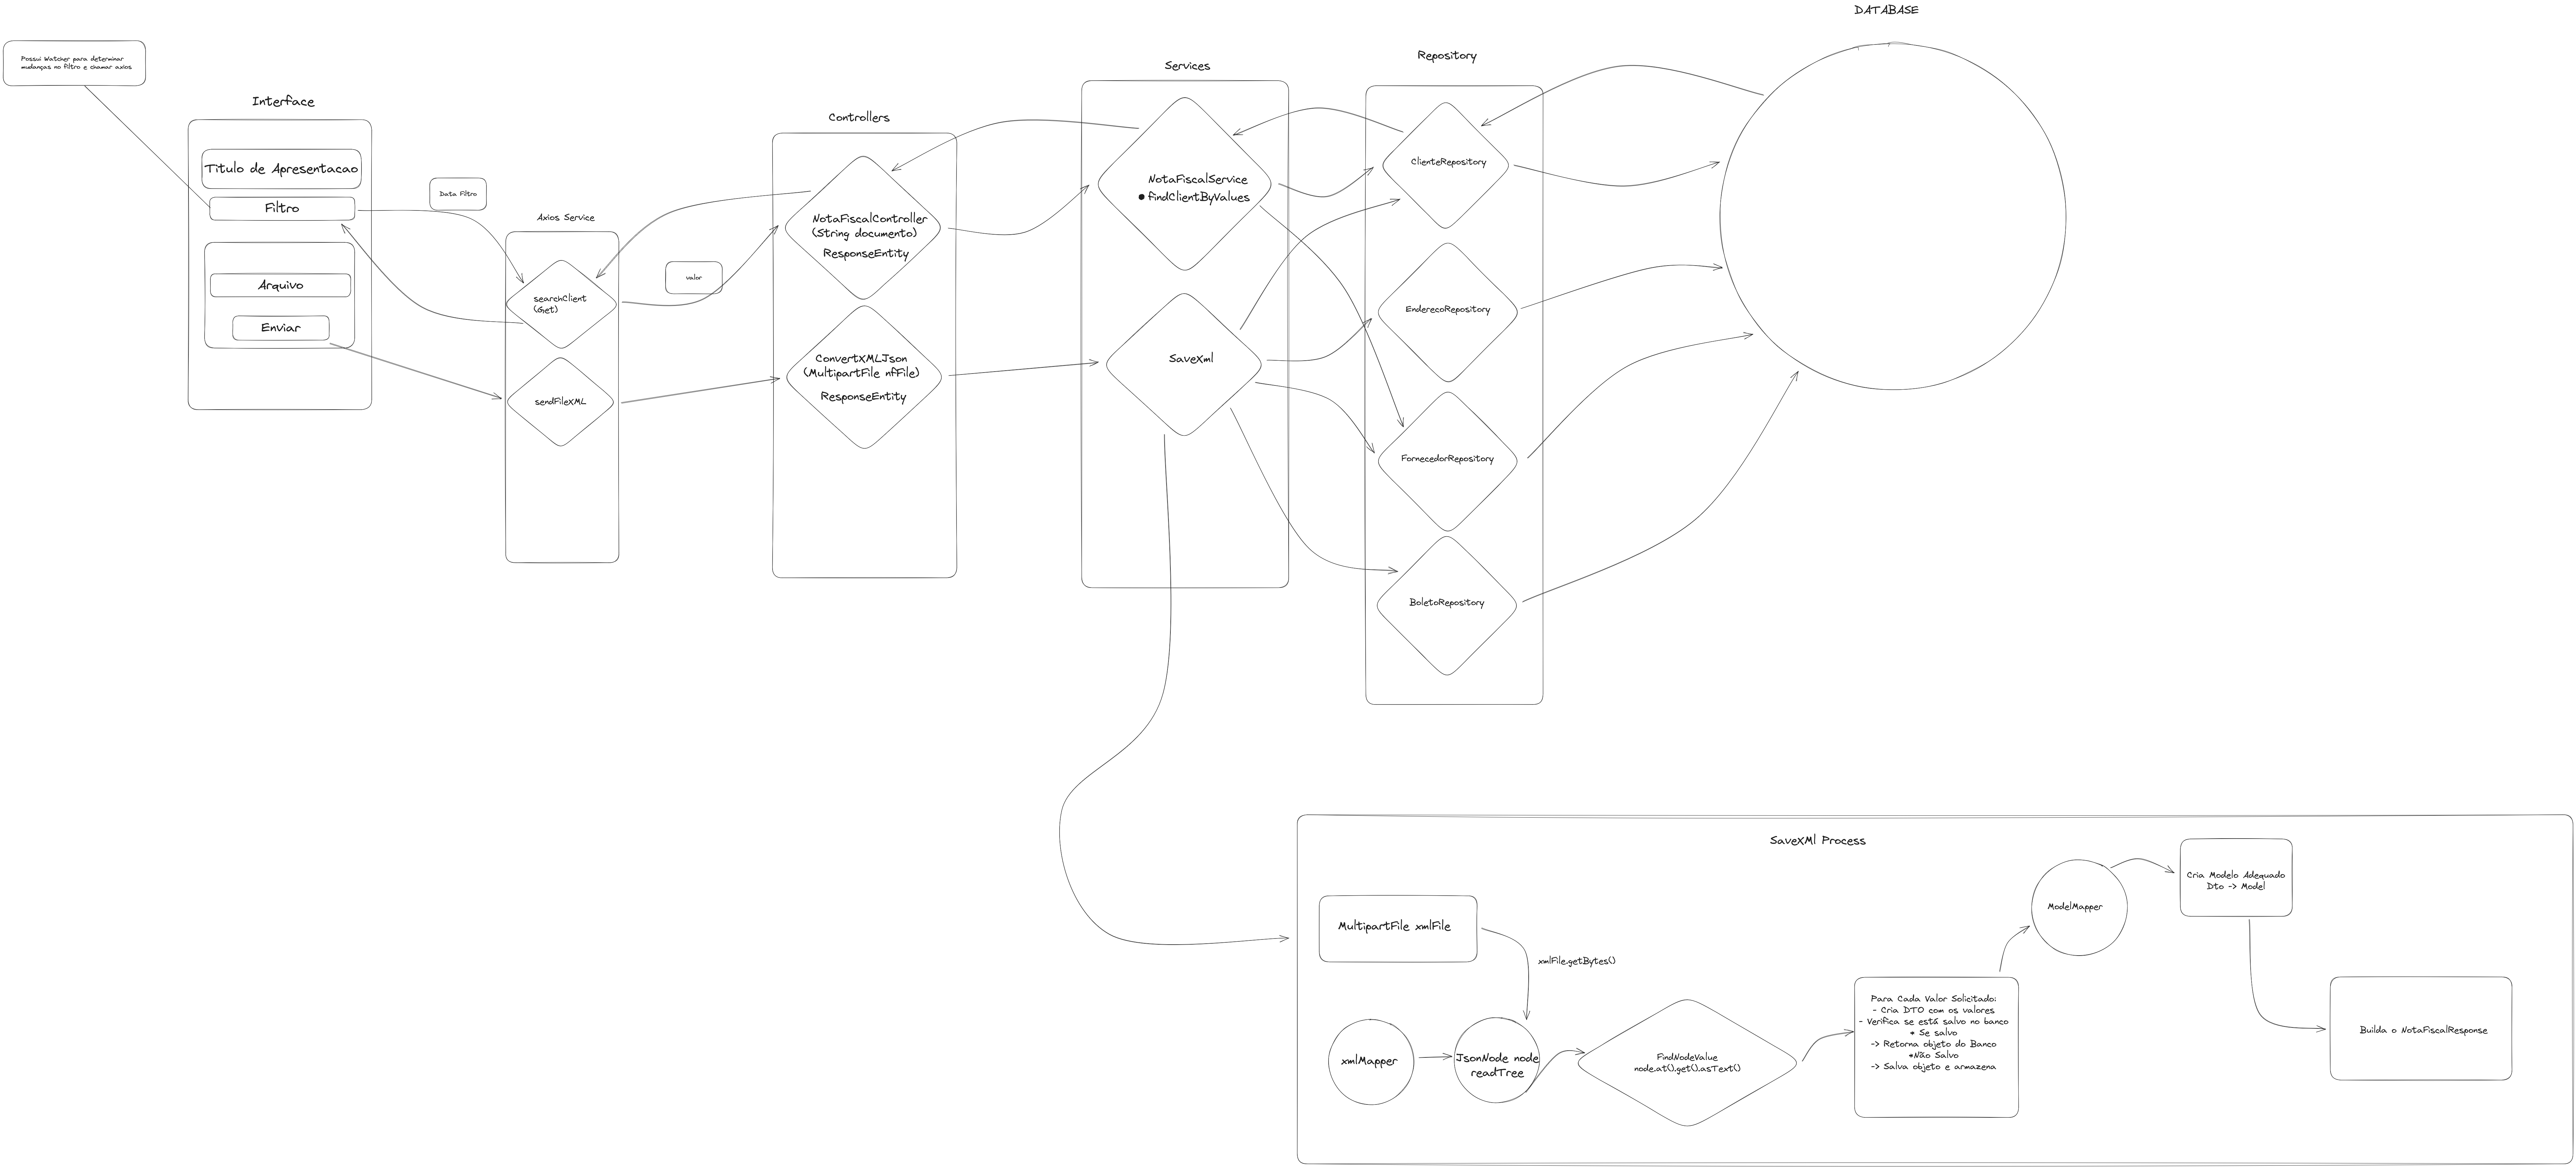 DATABASE
Possui Watcher para determinar
mudanças no filtro e chamar axios
Interface
Titulo de Apresentacao
Filtro
Arquivo
Enviar
Data Filtro
Axios Service
searchClient
(Get)
sendFileXML
valor
Controllers
NotaFiscalController
(String documento)
ResponseEntity
ConvertXMLJson
(MultipartFile nfFile)
ResponseEntity
Services
NotaFiscalService
• findClientByValues
SaveXml
Repository
ClienteRepository
EnderecoRepository
FornecedorRepository
BoletoRepository
SaveXMl Process
MultipartFile xmlFile
xmlFile.getBytes()
xmlMapper
JsonNode node
readTree
FindNodeValue
node.at().get().asText()
Para Cada Valor Solicitado:
- Cria DTO com os valores
- Verifica se está salvo no banco
* Se salvo
-> Retorna objeto do Banco
*Não Salvo
-> Salva objeto e armazena
ModelMapper
Cria Modelo Adequado
Dto -> Model
Builda o NotaFiscalResponse